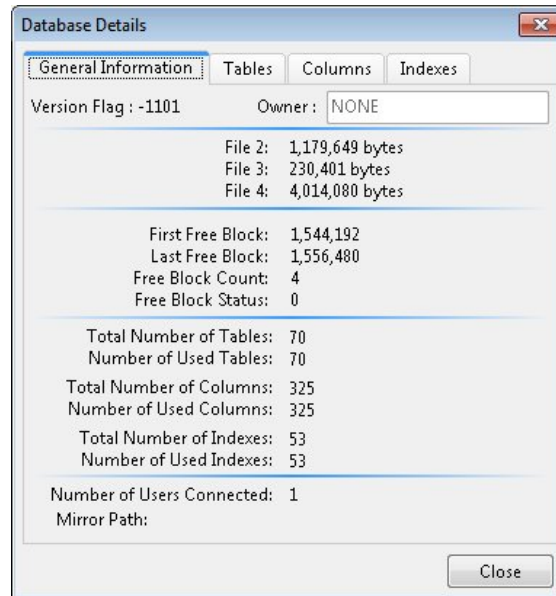 Database Details
General Information Tables Columns Indexes
Version Flag : -1101 Owner : NONE
File 2: 1,179,649 bytes
File 3: 230,401 bytes
File 4: 4,014,080 bytes
First Free Block: 1,544,192
Last Free Block: 1,556,480
Free Block Count: 4
Free Block Status: 0
Total Number of Tables: 70
Number of Used Tables: 70
Total Number of Columns: 325
Number of Used Columns: 325
Total Number of Indexes: 53
Number of Used Indexes: 53
Number of Users Connected: 1
Mirror Path:
Close